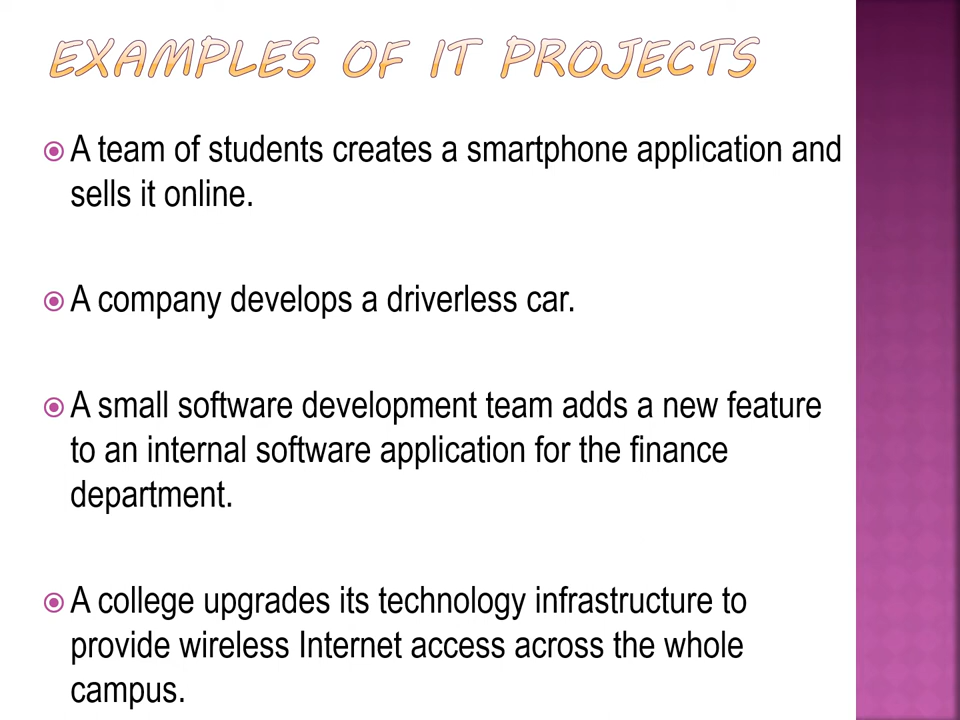 EXAMPLES OF IT PROJECTS
A team of students creates a smartphone application and
sells it online.
A company develops a driverless car.
A small software development team adds a new feature
to an internal software application for the finance
department.
A college upgrades its technology infrastructure to
provide wireless Internet access across the whole
campus.